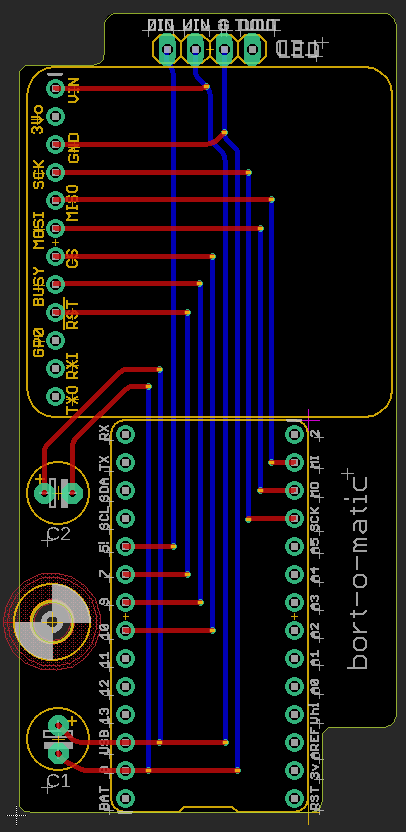 DIN VIN G DOUT
LED
VIN
3Vo
GND
SCK
MISO
MOSI
CS
BUSY
RST
GP0
RXI
TXO
RX
TX
SDA
SCL
5!
7
9
10
11
12
13
USB
G
BAT
2
MI
MO
SCK
A5
A4
A3
A2
A1
A0
Vhi
AREF
3v
RST
C2
C1
bort-o-matic